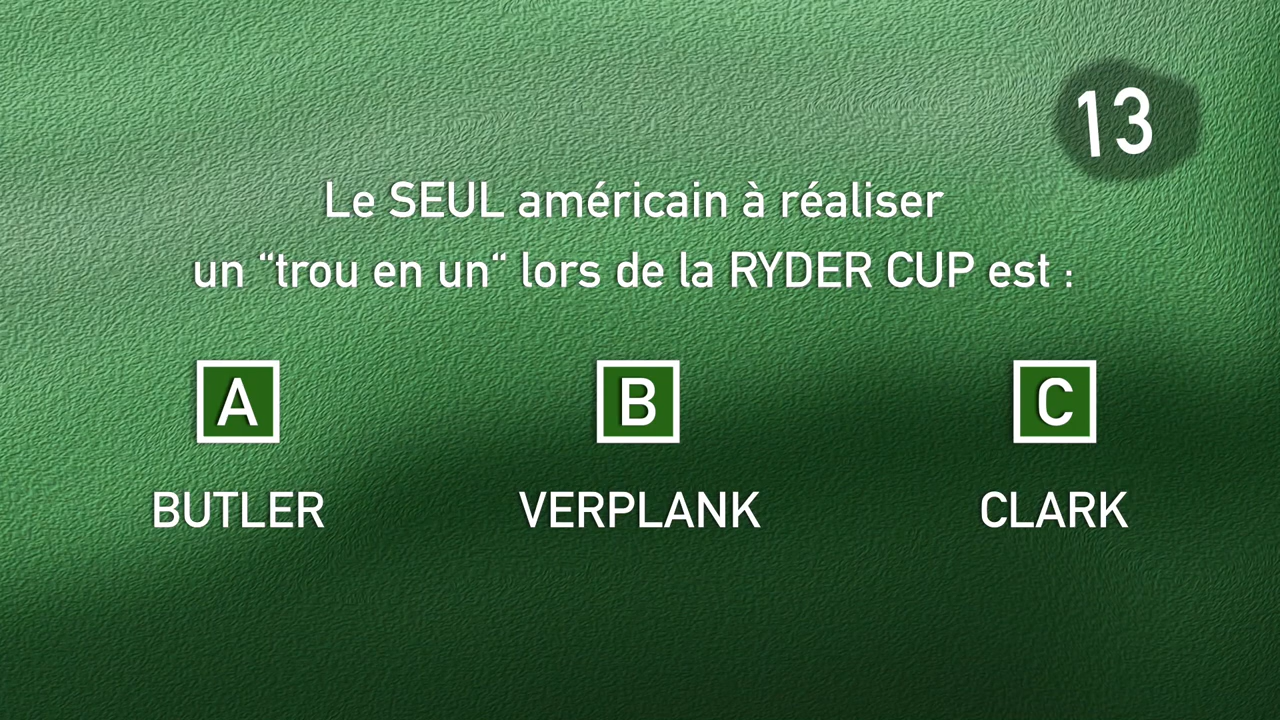 13
Le SEUL américain à réaliser
un “trou en un“ lors de la RYDER CUP est :
A B C
BUTLER VERPLANK CLARK